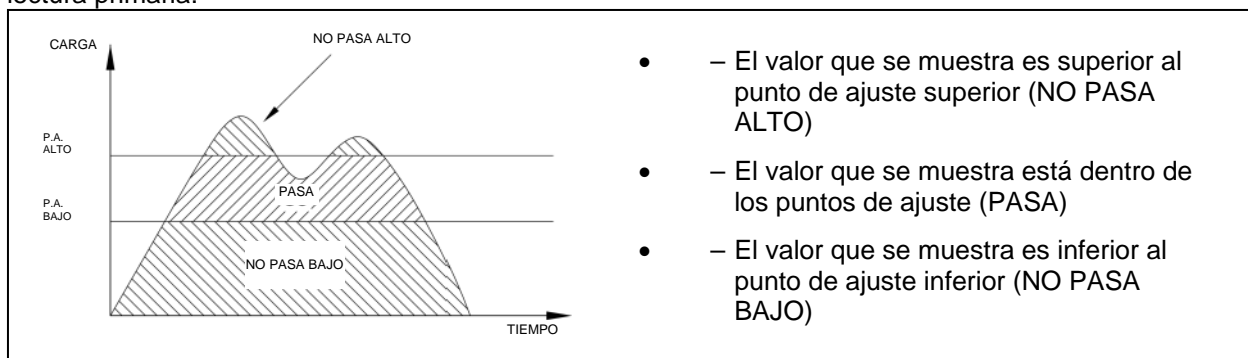 lectura primaria.
CARGA
NO PASA ALTO
P.A.
ALTO
PASA
P.A.
BAJO
NO PASA BAJO
TIEMPO
• – El valor que se muestra es superior al
punto de ajuste superior (NO PASA
ALTO)
• – El valor que se muestra está dentro de
los puntos de ajuste (PASA)
• – El valor que se muestra es inferior al
punto de ajuste inferior (NO PASA
BAJO)